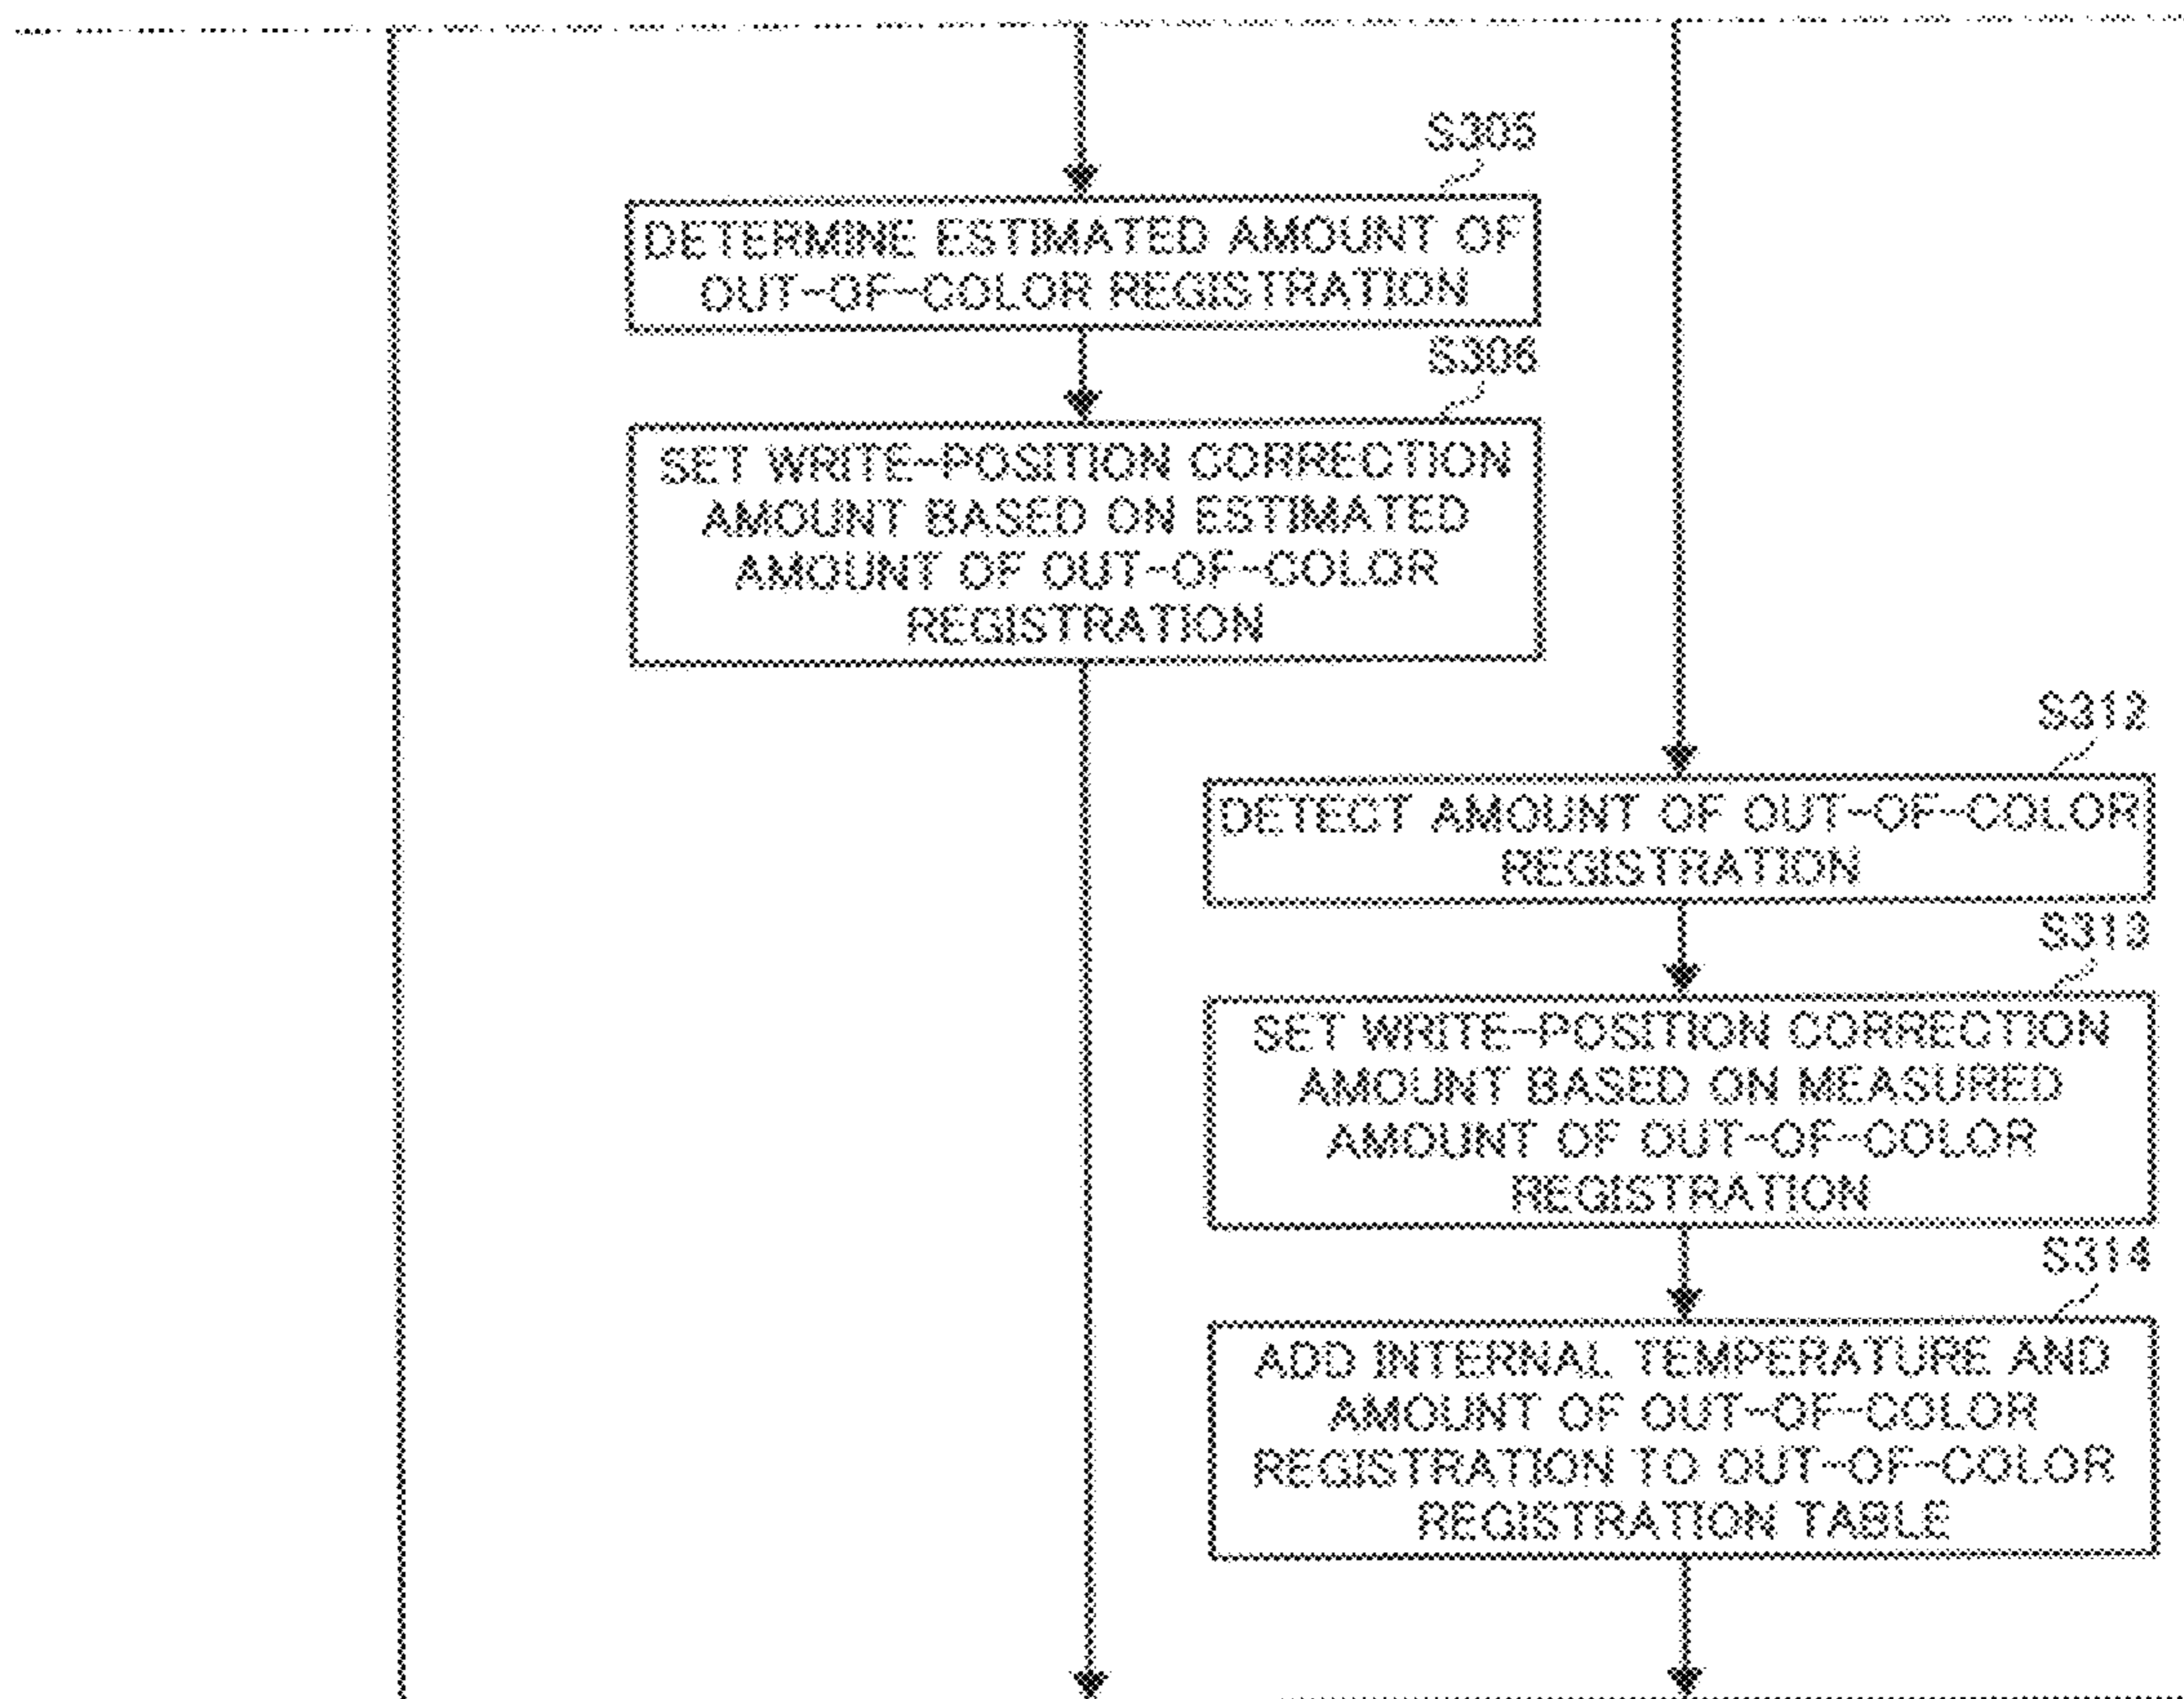 S305
DETERMINE ESTIMATED AMOUNT OF
OUT-OF-COLOR REGISTRATION
S306
SET WRITE-POSITION CORRECTION
AMOUNT BASED ON ESTIMATED
AMOUNT OF OUT-OF-COLOR
REGISTRATION
S312
DETECT AMOUNT OF OUT-OF-COLOR
REGISTRATION
S313
SET WRITE-POSITION CORRECTION
AMOUNT BASED ON MEASURED
AMOUNT OF OUT-OF-COLOR
REGISTRATION
S314
ADD INTERNAL TEMPERATURE AND
AMOUNT OF OUT-OF-COLOR
REGISTRATION TO OUT-OF-COLOR
REGISTRATION TABLE